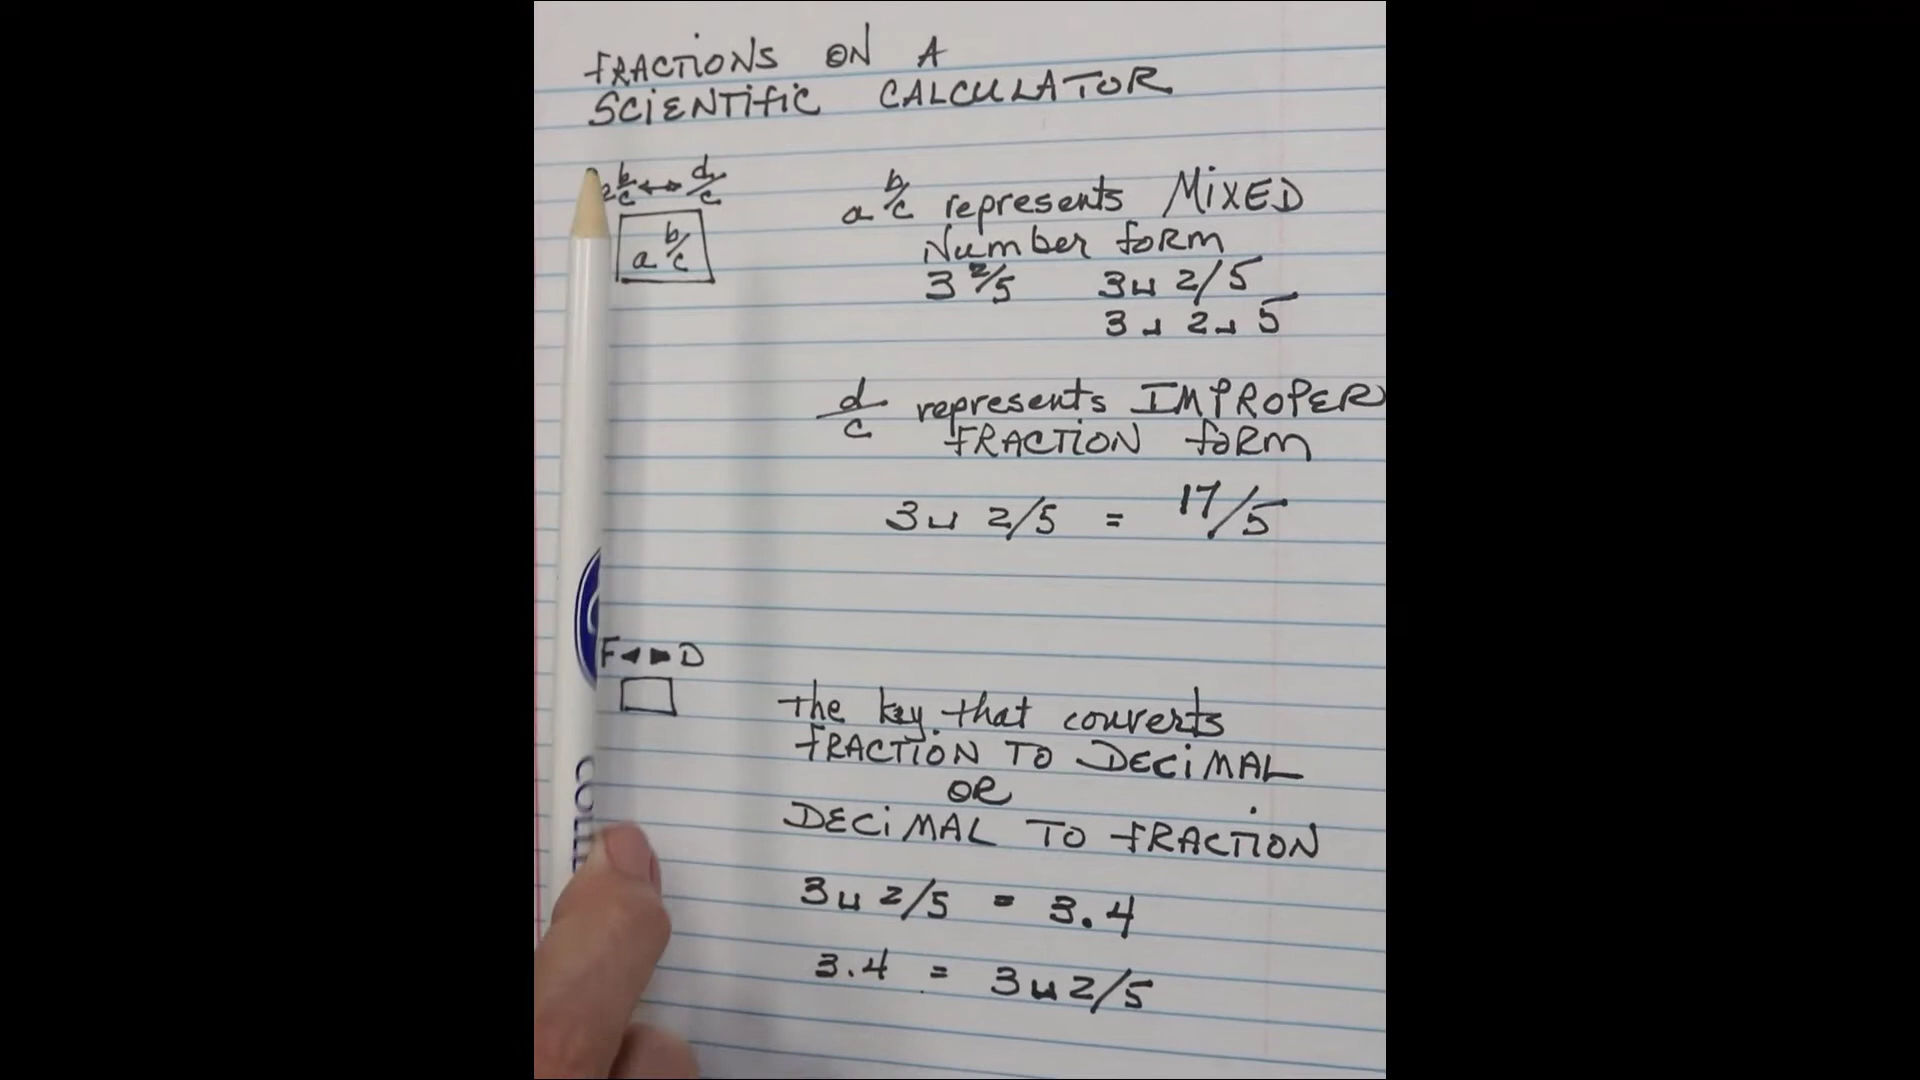 FRACTIONS ON A
SCIENTIFIC CALCULATOR
b/c ↔ d/c
a b/c
a b/c represents MIXED
Number form
3 2/5 3⊔2/5
3⌟2⌟5
d/c represents IMPROPER
FRACTION form
3⊔2/5 = 17/5
F◄►D
the key that converts
FRACTION TO DECIMAL
OR
DECIMAL TO FRACTION
3⊔2/5 = 3.4
3.4 = 3⊔2/5